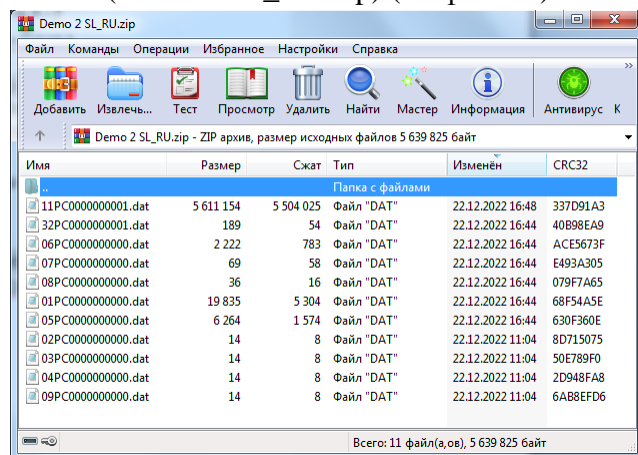 Demo 2 SL_RU.zip
Файл Команды Операции Избранное Настройки Справка
Добавить Извлечь... Тест Просмотр Удалить Найти Мастер Информация Антивирус К
Demo 2 SL_RU.zip - ZIP архив, размер исходных файлов 5 639 825 байт
Имя Размер Сжат Тип Изменён CRC32
.. Папка с файлами
11PC0000000001.dat 5 611 154 5 504 025 Файл "DAT" 22.12.2022 16:48 337D91A3
32PC0000000001.dat 189 54 Файл "DAT" 22.12.2022 16:44 40B98EA9
06PC0000000000.dat 2 222 783 Файл "DAT" 22.12.2022 16:44 ACE5673F
07PC0000000000.dat 69 58 Файл "DAT" 22.12.2022 16:44 E493A305
08PC0000000000.dat 36 16 Файл "DAT" 22.12.2022 16:44 079F7A65
01PC0000000000.dat 19 835 5 304 Файл "DAT" 22.12.2022 16:44 68F54A5E
05PC0000000000.dat 6 264 1 574 Файл "DAT" 22.12.2022 16:44 630F360E
02PC0000000000.dat 14 8 Файл "DAT" 22.12.2022 11:04 8D715075
03PC0000000000.dat 14 8 Файл "DAT" 22.12.2022 11:04 50E789F0
04PC0000000000.dat 14 8 Файл "DAT" 22.12.2022 11:04 2D948FA8
09PC0000000000.dat 14 8 Файл "DAT" 22.12.2022 11:04 6AB8EFD6
Всего: 11 файл(а,ов), 5 639 825 байт